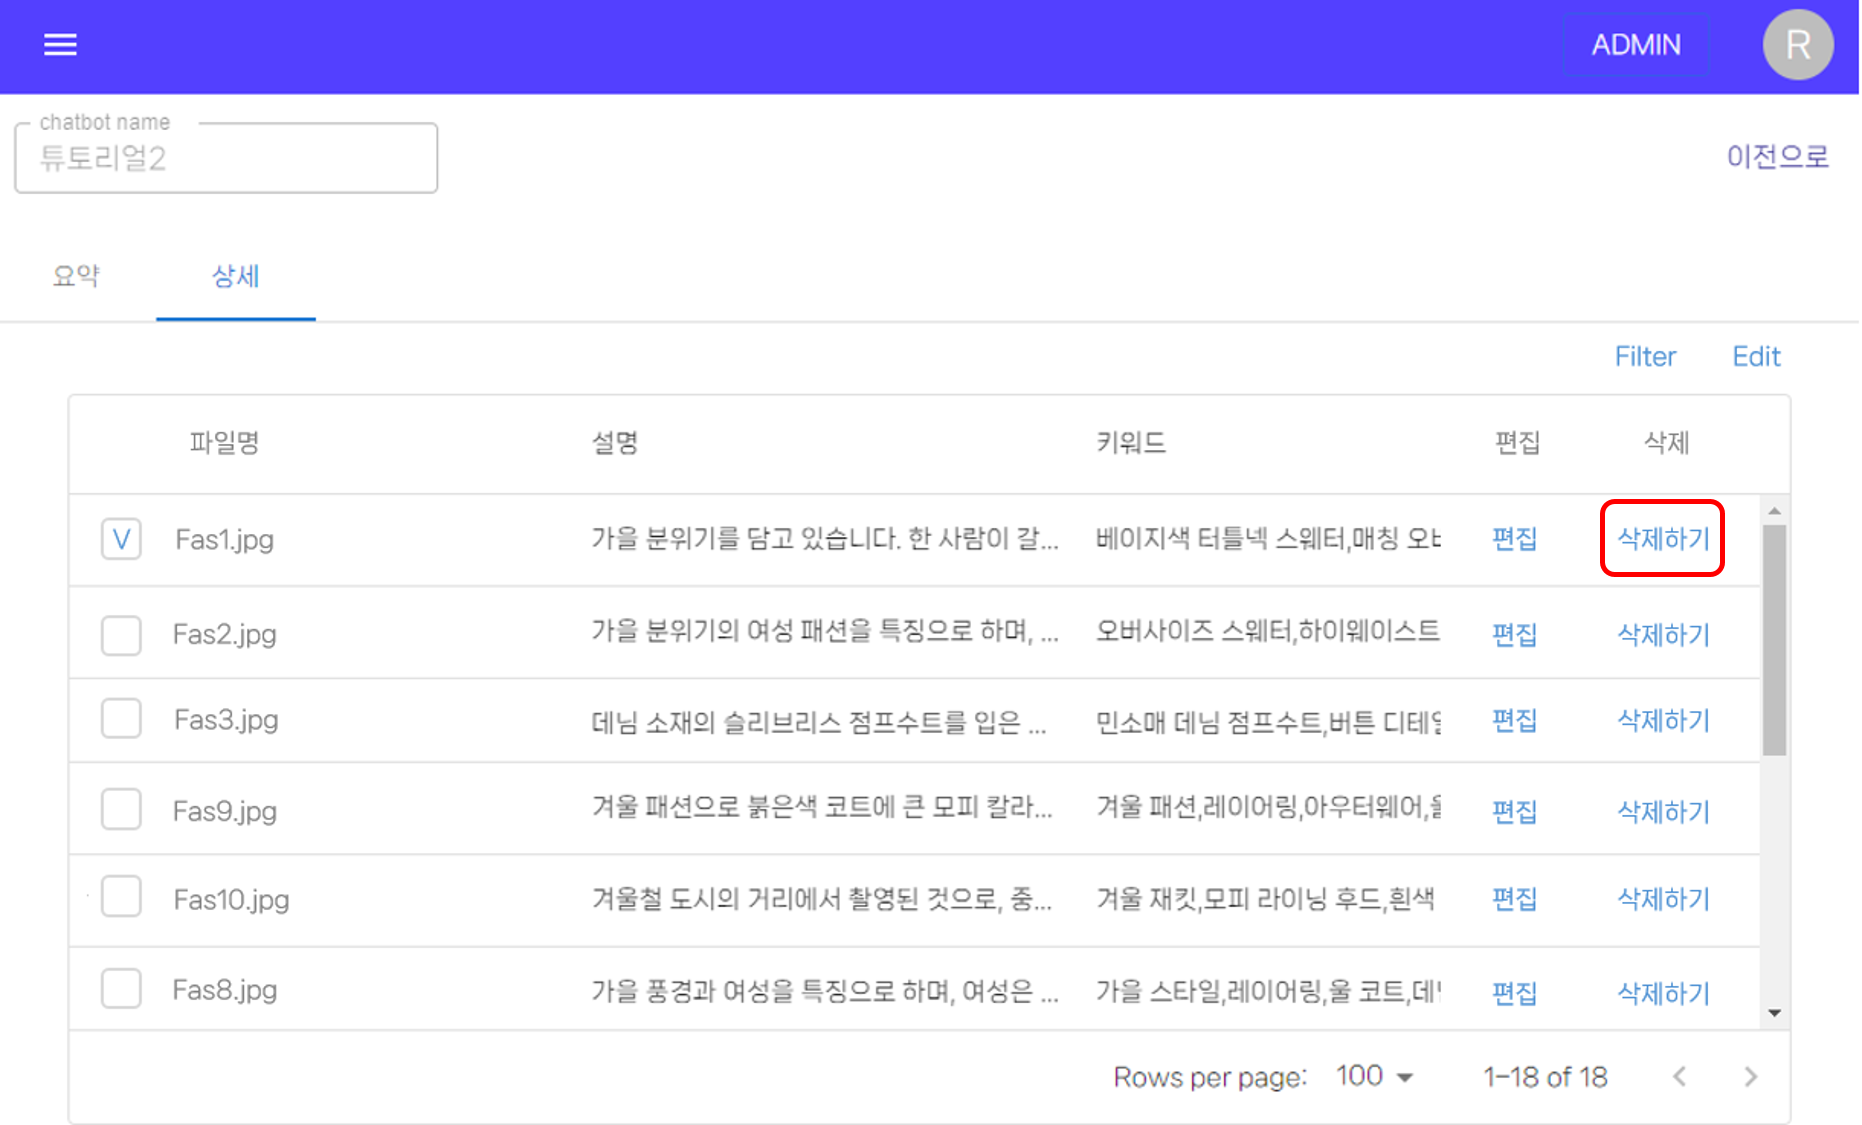 ADMIN R
chatbot name
튜토리얼2
이전으로
요약 상세
Filter Edit
파일명 설명 키워드 편집 삭제
V Fas1.jpg 가을 분위기를 담고 있습니다. 한 사람이 갈... 베이지색 터틀넥 스웨터,매칭 편집 삭제하기
Fas2.jpg 가을 분위기의 여성 패션을 특징으로 하며, ... 오버사이즈 스웨터,하이웨이스트 편집 삭제하기
Fas3.jpg 데님 소재의 슬리브리스 점프수트를 입은 ... 민소매 데님 점프수트,버튼 편집 삭제하기
Fas9.jpg 겨울 패션으로 붉은색 코트에 큰 모피 칼라... 겨울 패션,레이어링,아우터웨어, 편집 삭제하기
Fas10.jpg 겨울철 도시의 거리에서 촬영된 것으로, 중... 겨울 재킷,모피 라이닝 후드,흰색 편집 삭제하기
Fas8.jpg 가을 풍경과 여성을 특징으로 하며, 여성은 ... 가을 스타일,레이어링,울 코트, 편집 삭제하기
Rows per page: 100 1–18 of 18